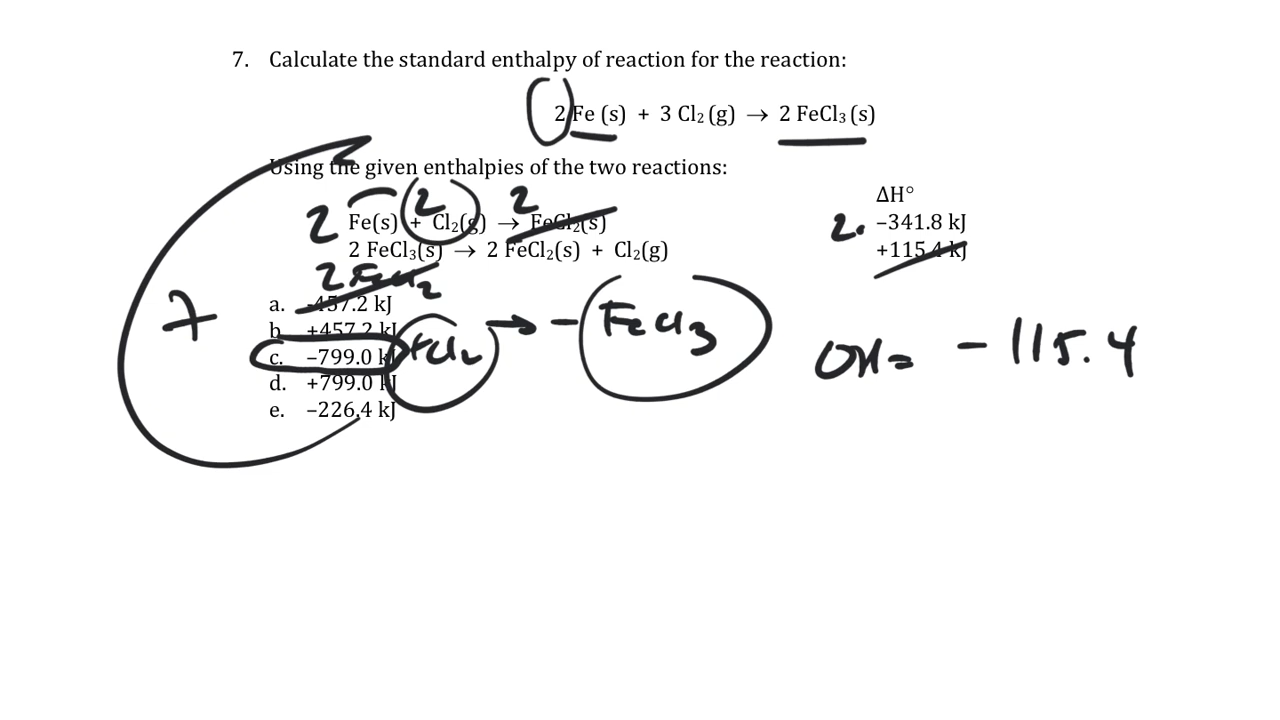 7. Calculate the standard enthalpy of reaction for the reaction:
2 Fe (s) + 3 Cl₂ (g) → 2 FeCl₃ (s)
Using the given enthalpies of the two reactions:
ΔH°
2 Fe(s) + 2 Cl₂(g) → 2 FeCl₂(s) 2. –341.8 kJ
2 FeCl₃(s) → 2 FeCl₂(s) + Cl₂(g) +115.4 kJ
2 FeCl₂
a. -457.2 kJ
b. +457.2 kJ
→ FeCl₃
c. –799.0 kJ
ΔH= -115.4
d. +799.0 kJ
e. –226.4 kJ